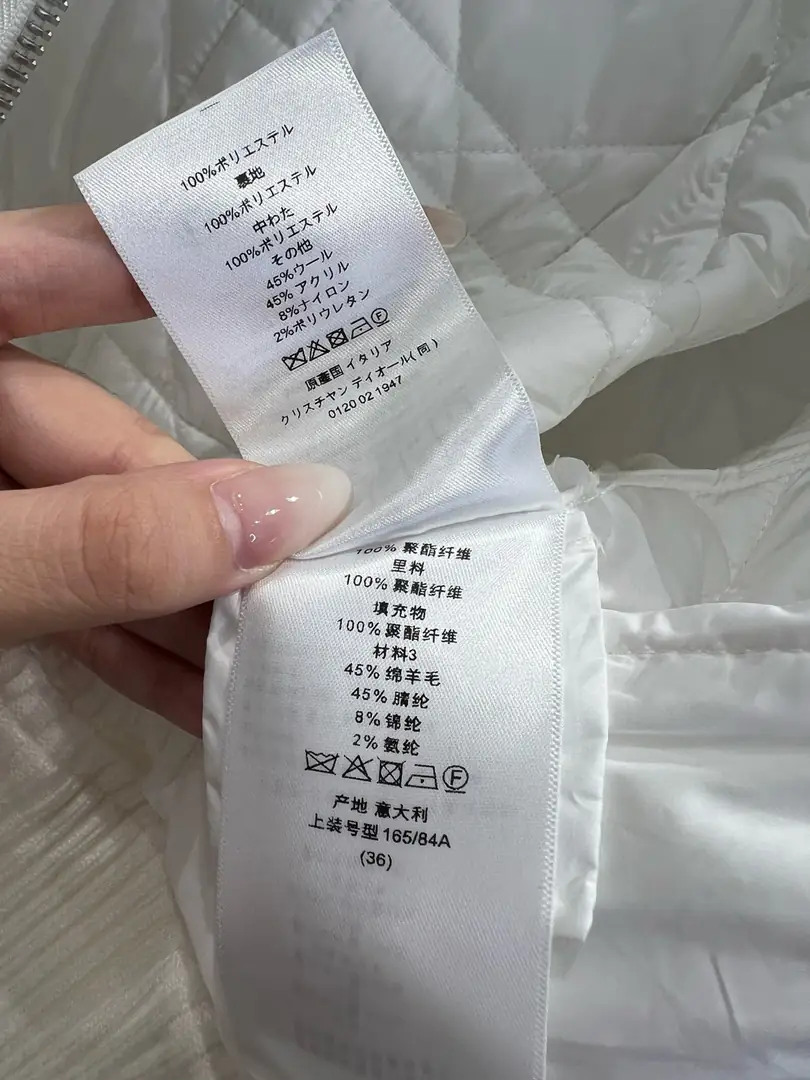 100%ポリエステル
裏地
100%ポリエステル
中わた
100%ポリエステル
その他
45%ウール
45% アクリル
8%ナイロン
2%ポリウレタン
原產国 イタリア
クリスチャン ディオール(同)
0120 02 1947
100% 聚酯纤维
里料
100% 聚酯纤维
填充物
100% 聚酯纤维
材料3
45% 绵羊毛
45% 腈纶
8% 锦纶
2% 氨纶
F
产地 意大利
上装号型 165/84A
(36)